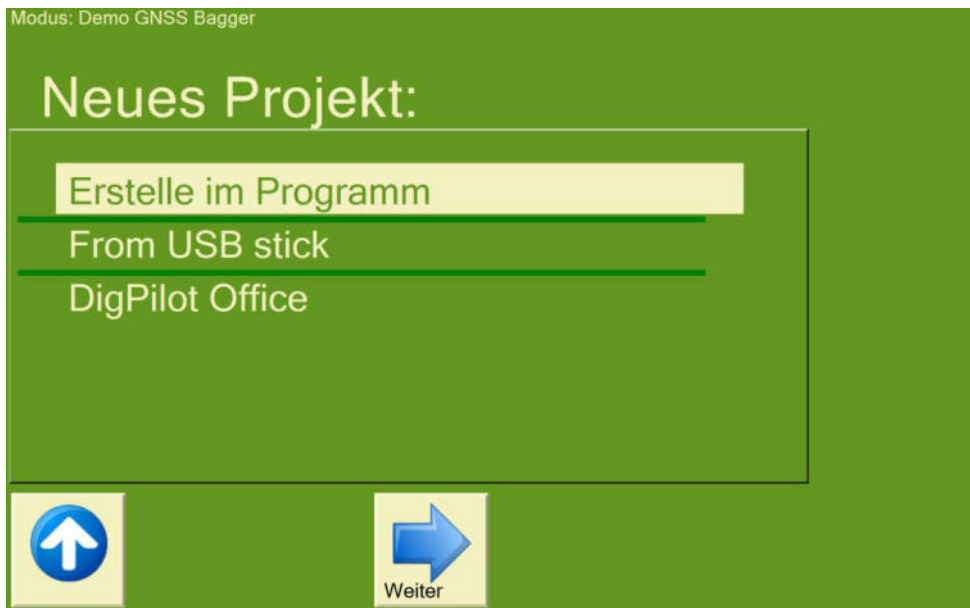 Modus: Demo GNSS Bagger
Neues Projekt:
Erstelle im Programm
From USB stick
DigPilot Office
Weiter